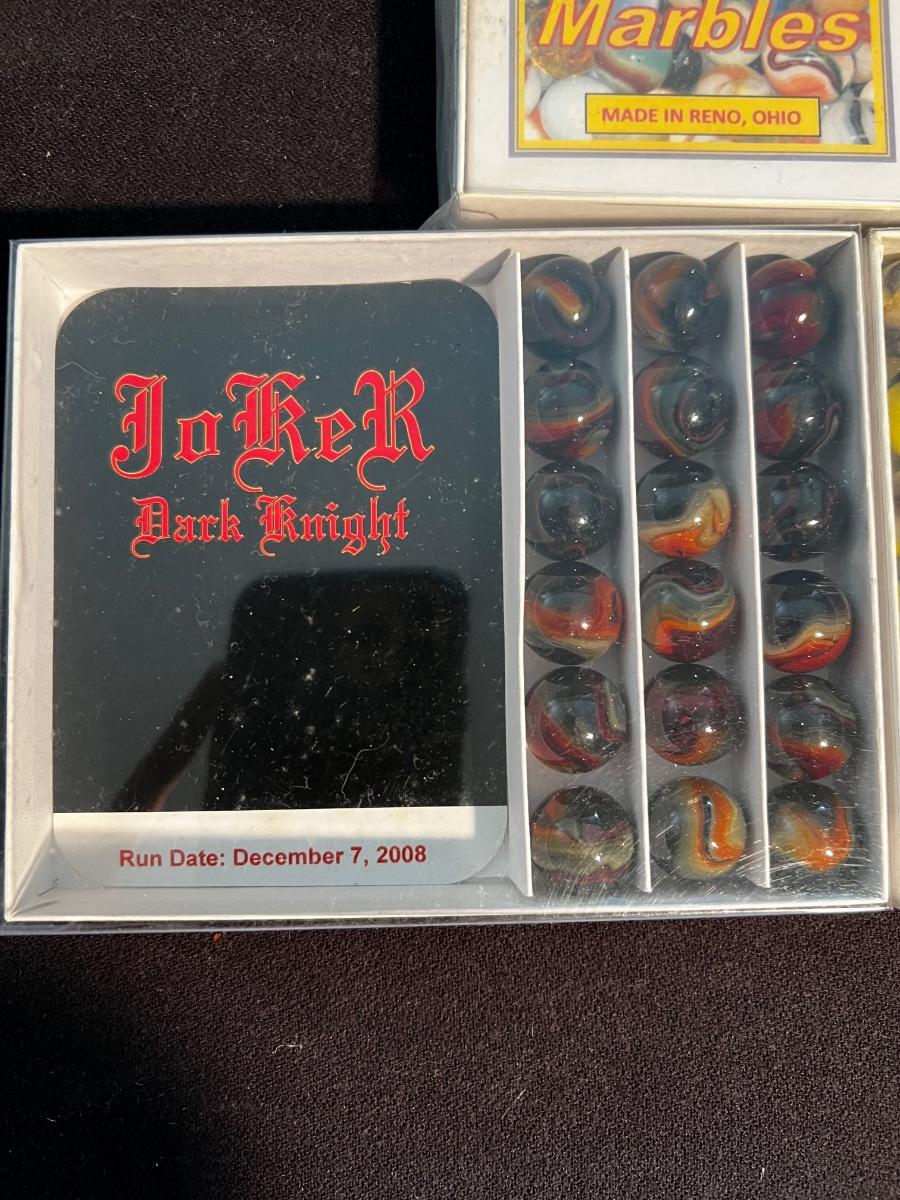 Marbles
MADE IN RENO, OHIO
JoKeR
Dark Knight
Run Date: December 7, 2008